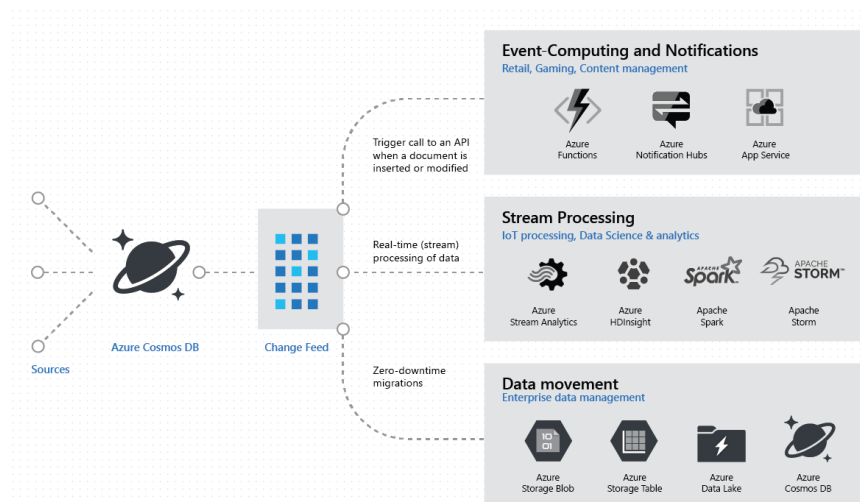 Event-Computing and Notifications
Retail, Gaming, Content management
Azure
Functions
Azure
Notification Hubs
Azure
App Service
Trigger call to an API
when a document is
inserted or modified
Stream Processing
IoT processing, Data Science & analytics
APACHE
Spark™
APACHE
STORM™
Azure
Stream Analytics
Azure
HDInsight
Apache
Spark
Apache
Storm
Real-time (stream)
processing of data
Sources
Azure Cosmos DB
Change Feed
Zero-downtime
migrations
Data movement
Enterprise data management
10
01
Azure
Storage Blob
Azure
Storage Table
Azure
Data Lake
Azure
Cosmos DB